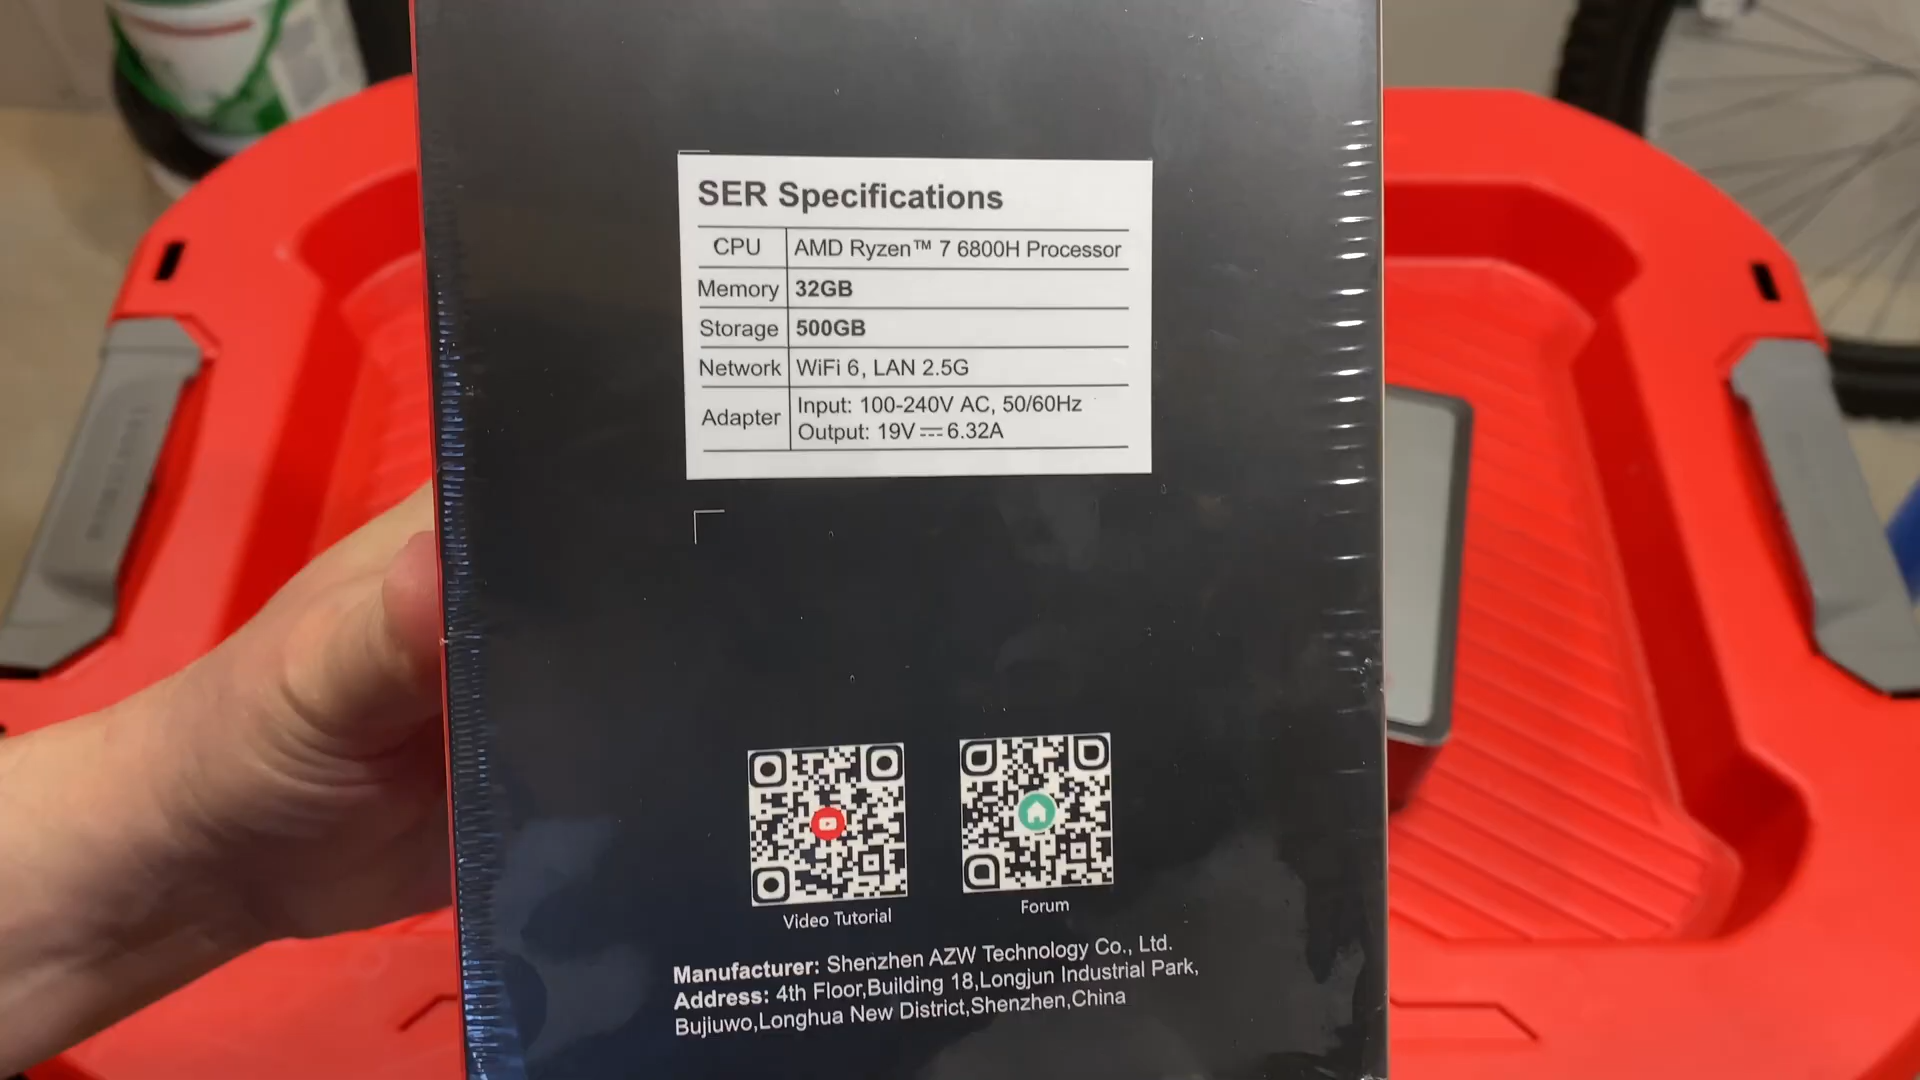 SER Specifications
CPU AMD Ryzen™ 7 6800H Processor
Memory 32GB
Storage 500GB
Network WiFi 6, LAN 2.5G
Adapter Input: 100-240V AC, 50/60Hz
Output: 19V⎓6.32A
Video Tutorial
Forum
Manufacturer: Shenzhen AZW Technology Co., Ltd.
Address: 4th Floor,Building 18,Longjun Industrial Park,
Bujiuwo,Longhua New District,Shenzhen,China